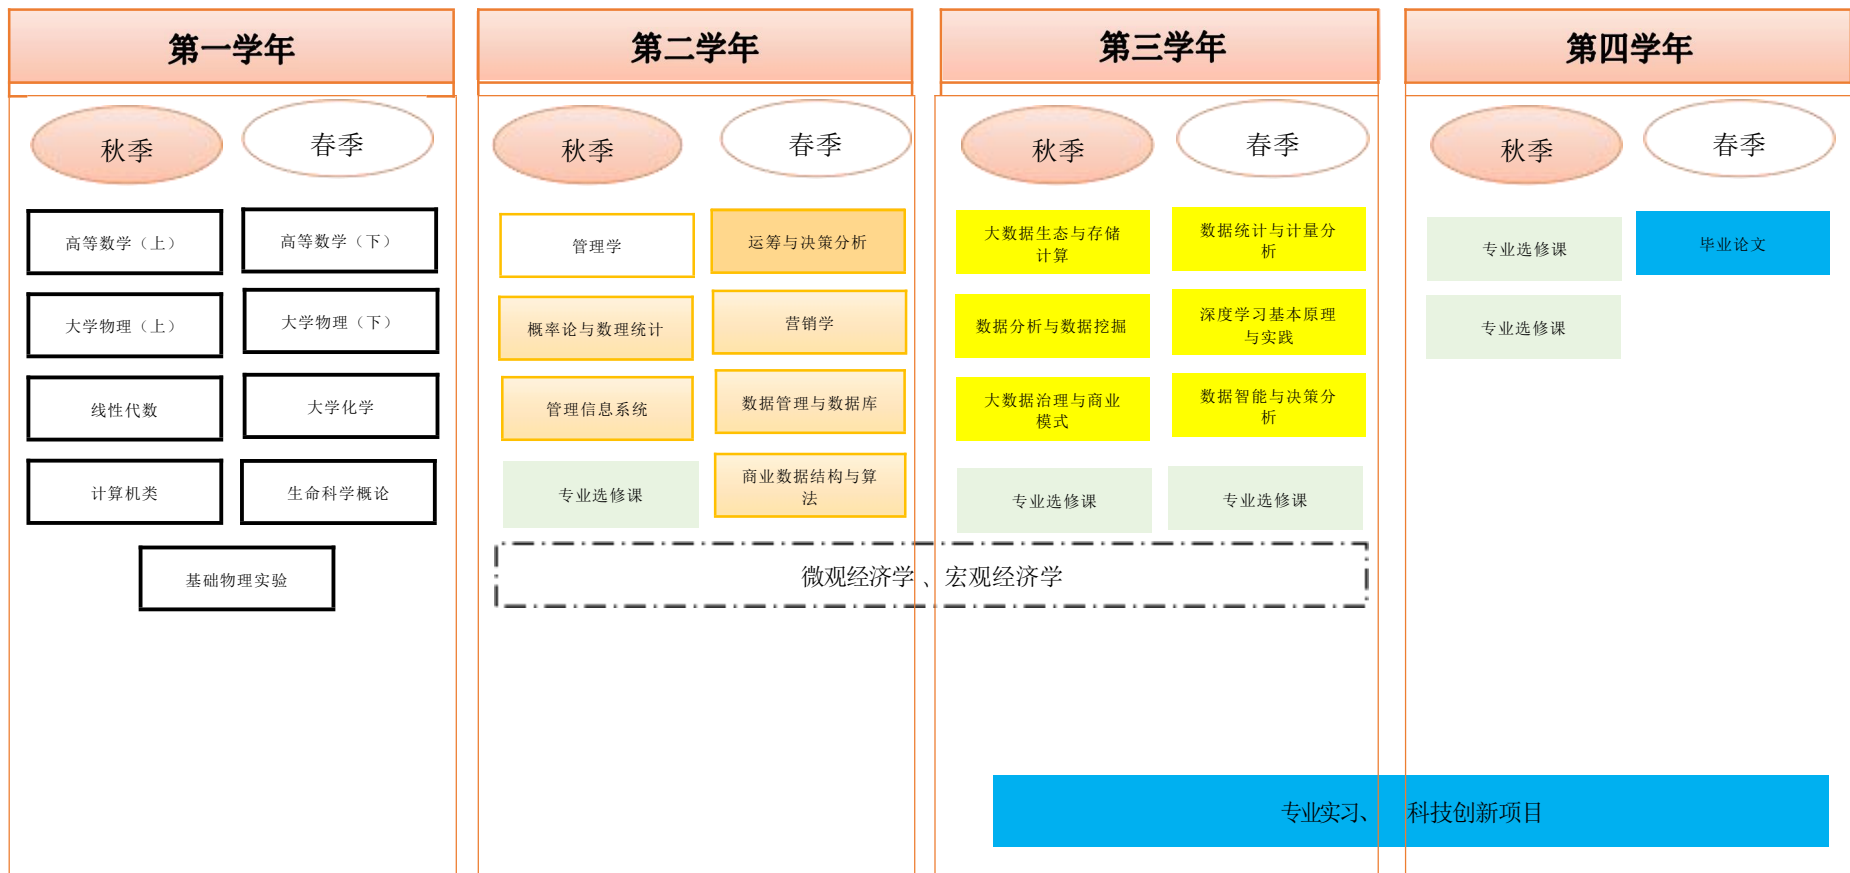 第一学年
第二学年
第三学年
第四学年
秋季
春季
秋季
春季
秋季
春季
秋季
春季
高等数学（上）
高等数学（下）
大学物理（上）
大学物理（下）
线性代数
大学化学
计算机类
生命科学概论
基础物理实验
管理学
运筹与决策分析
概率论与数理统计
营销学
管理信息系统
数据管理与数据库
专业选修课
商业数据结构与算
法
大数据生态与存储
计算
数据统计与计量分
析
数据分析与数据挖掘
深度学习基本原理
与实践
大数据治理与商业
模式
数据智能与决策分
析
专业选修课
专业选修课
微观经济学、宏观经济学
专业选修课
毕业论文
专业选修课
专业实习、 科技创新项目